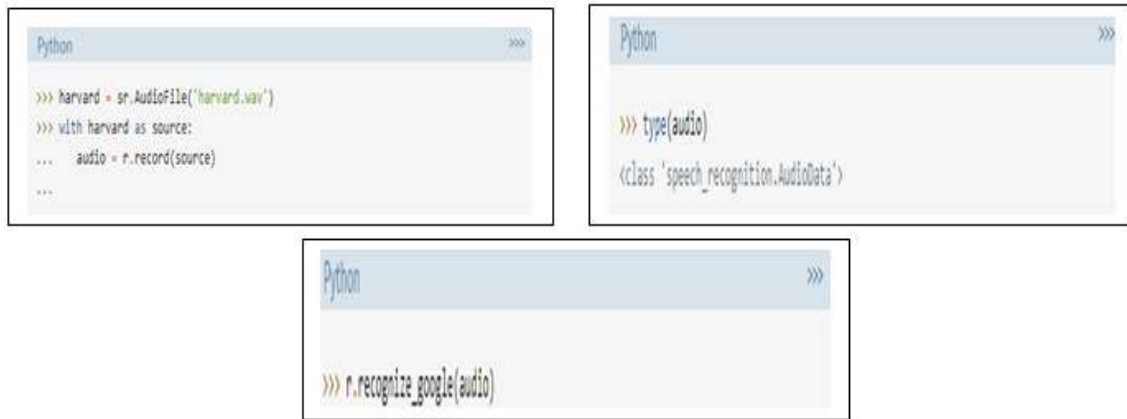 Python >>>
>>> harvard = sr.AudioFile('harvard.wav')
>>> with harvard as source:
...   audio = r.record(source)
...
Python >>>
>>> type(audio)
<class 'speech_recognition.AudioData'>
Python >>>
>>> r.recognize_google(audio)